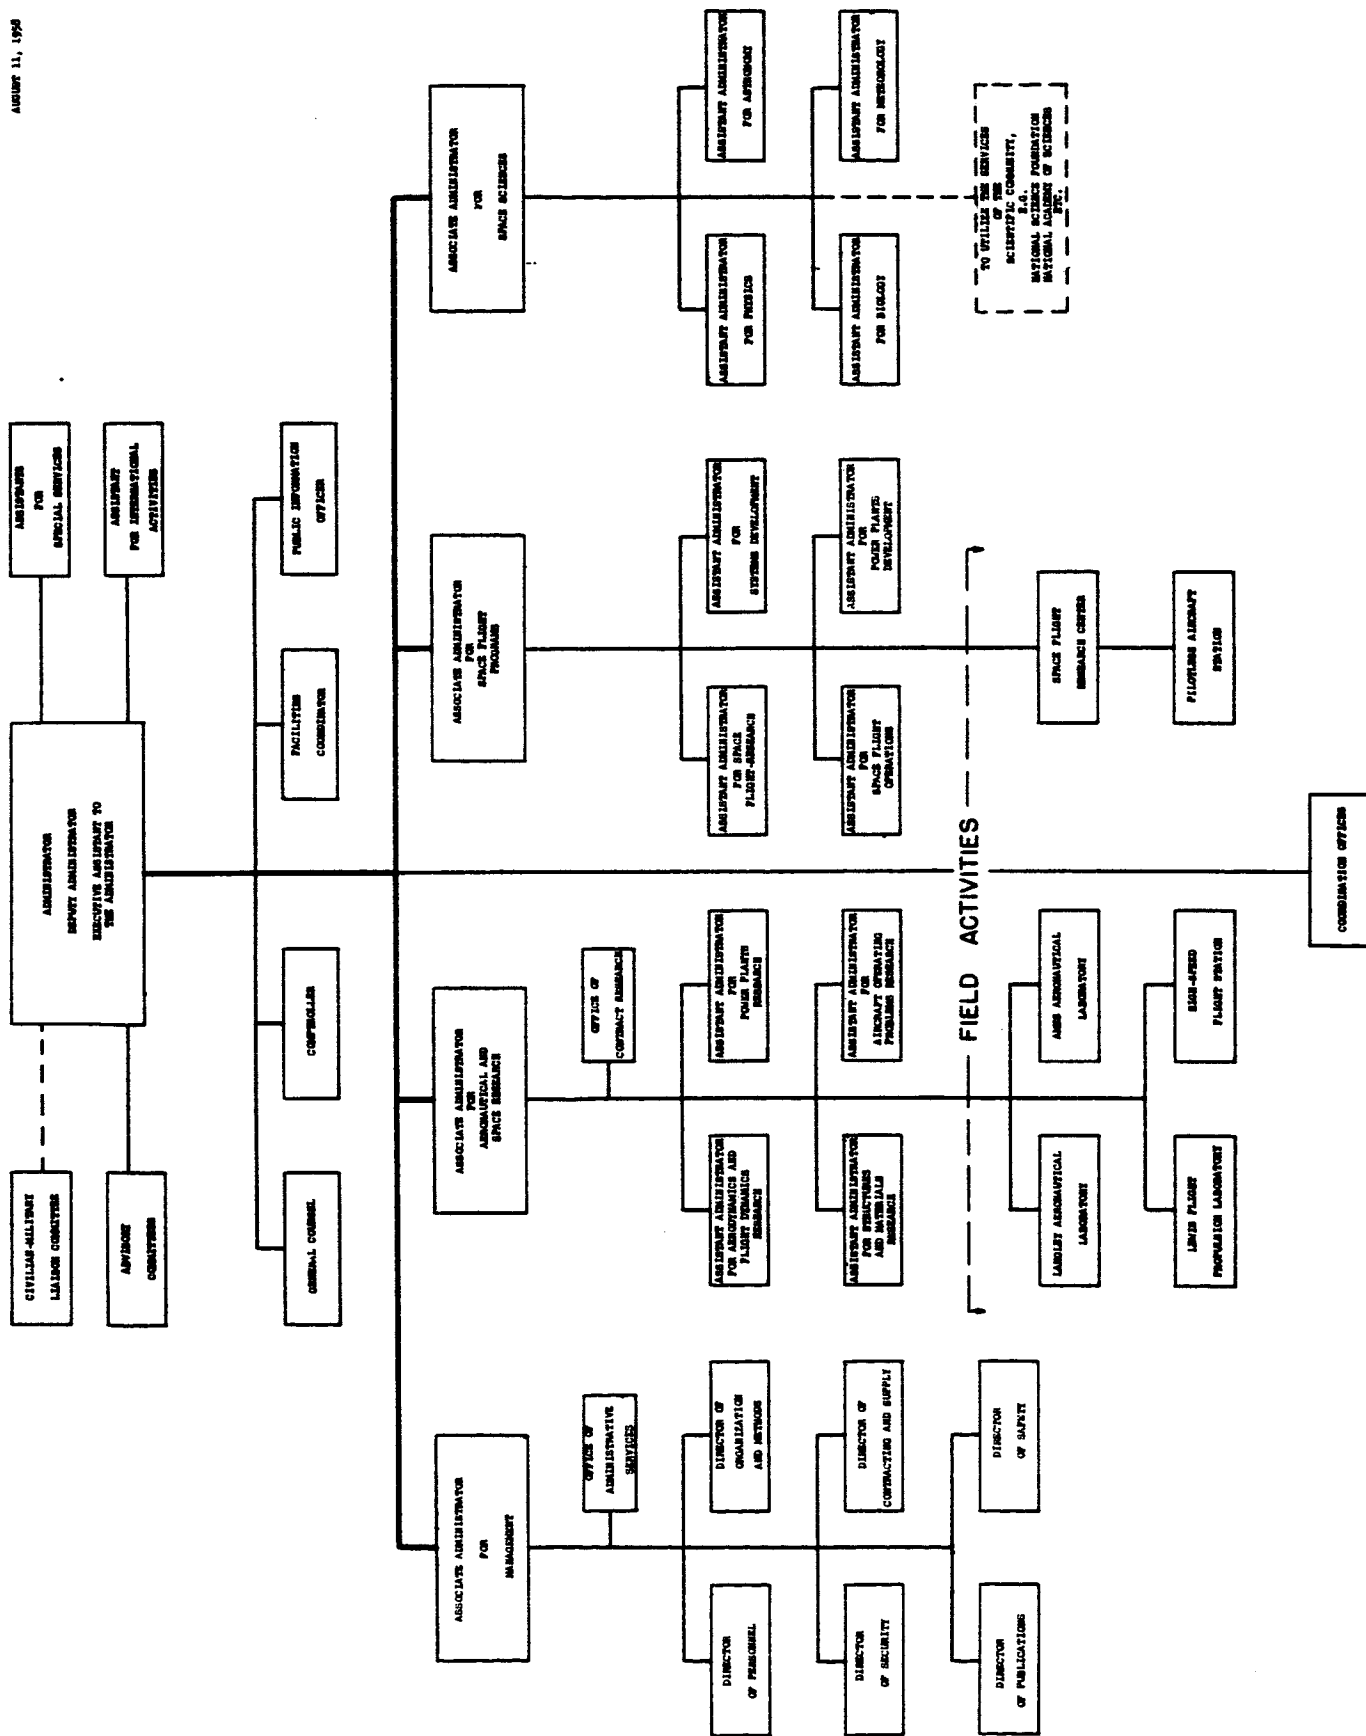 AUGUST 11, 1958
ADMINISTRATOR
DEPUTY ADMINISTRATOR
EXECUTIVE ASSISTANT TO
THE ADMINISTRATOR
CIVILIAN-MILITARY
LIAISON COMMITTEE
ADVISORY
COMMITTEES
ASSISTANTS
FOR
SPECIAL SERVICES
ASSISTANT
FOR INTERNATIONAL
ACTIVITIES
GENERAL COUNSEL
COMPTROLLER
FACILITIES
COORDINATOR
PUBLIC INFORMATION
OFFICER
ASSOCIATE ADMINISTRATOR
FOR
MANAGEMENT
ASSOCIATE ADMINISTRATOR
FOR
AERONAUTICAL AND
SPACE RESEARCH
ASSOCIATE ADMINISTRATOR
FOR
SPACE FLIGHT
PROGRAMS
ASSOCIATE ADMINISTRATOR
FOR
SPACE SCIENCES
OFFICE OF
ADMINISTRATIVE
SERVICES
OFFICE OF
CONTRACT RESEARCH
DIRECTOR
OF PERSONNEL
DIRECTOR OF
ORGANIZATION
AND METHODS
ASSISTANT ADMINISTRATOR
FOR AERODYNAMICS AND
FLIGHT DYNAMICS
RESEARCH
ASSISTANT ADMINISTRATOR
FOR
POWER PLANTS
RESEARCH
ASSISTANT ADMINISTRATOR
FOR SPACE
FLIGHT-RESEARCH
ASSISTANT ADMINISTRATOR
FOR
SYSTEMS DEVELOPMENT
ASSISTANT ADMINISTRATOR
FOR PHYSICS
ASSISTANT ADMINISTRATOR
FOR ASTRONOMY
DIRECTOR
OF SECURITY
DIRECTOR OF
CONTRACTING AND SUPPLY
ASSISTANT ADMINISTRATOR
FOR STRUCTURES
AND MATERIALS
RESEARCH
ASSISTANT ADMINISTRATOR
FOR
AIRCRAFT OPERATING
PROBLEMS RESEARCH
ASSISTANT ADMINISTRATOR
FOR
SPACE FLIGHT
OPERATIONS
ASSISTANT ADMINISTRATOR
FOR
POWER PLANTS
DEVELOPMENT
ASSISTANT ADMINISTRATOR
FOR BIOLOGY
ASSISTANT ADMINISTRATOR
FOR METEOROLOGY
DIRECTOR
OF PUBLICATIONS
DIRECTOR
OF SAFETY
FIELD ACTIVITIES
TO UTILIZE THE SERVICES
OF THE
SCIENTIFIC COMMUNITY,
E.G.
NATIONAL SCIENCE FOUNDATION
NATIONAL ACADEMY OF SCIENCES
ETC.
LANGLEY AERONAUTICAL
LABORATORY
AMES AERONAUTICAL
LABORATORY
SPACE FLIGHT
RESEARCH CENTER
LEWIS FLIGHT
PROPULSION LABORATORY
HIGH-SPEED
FLIGHT STATION
PILOTLESS AIRCRAFT
STATION
COORDINATION OFFICES